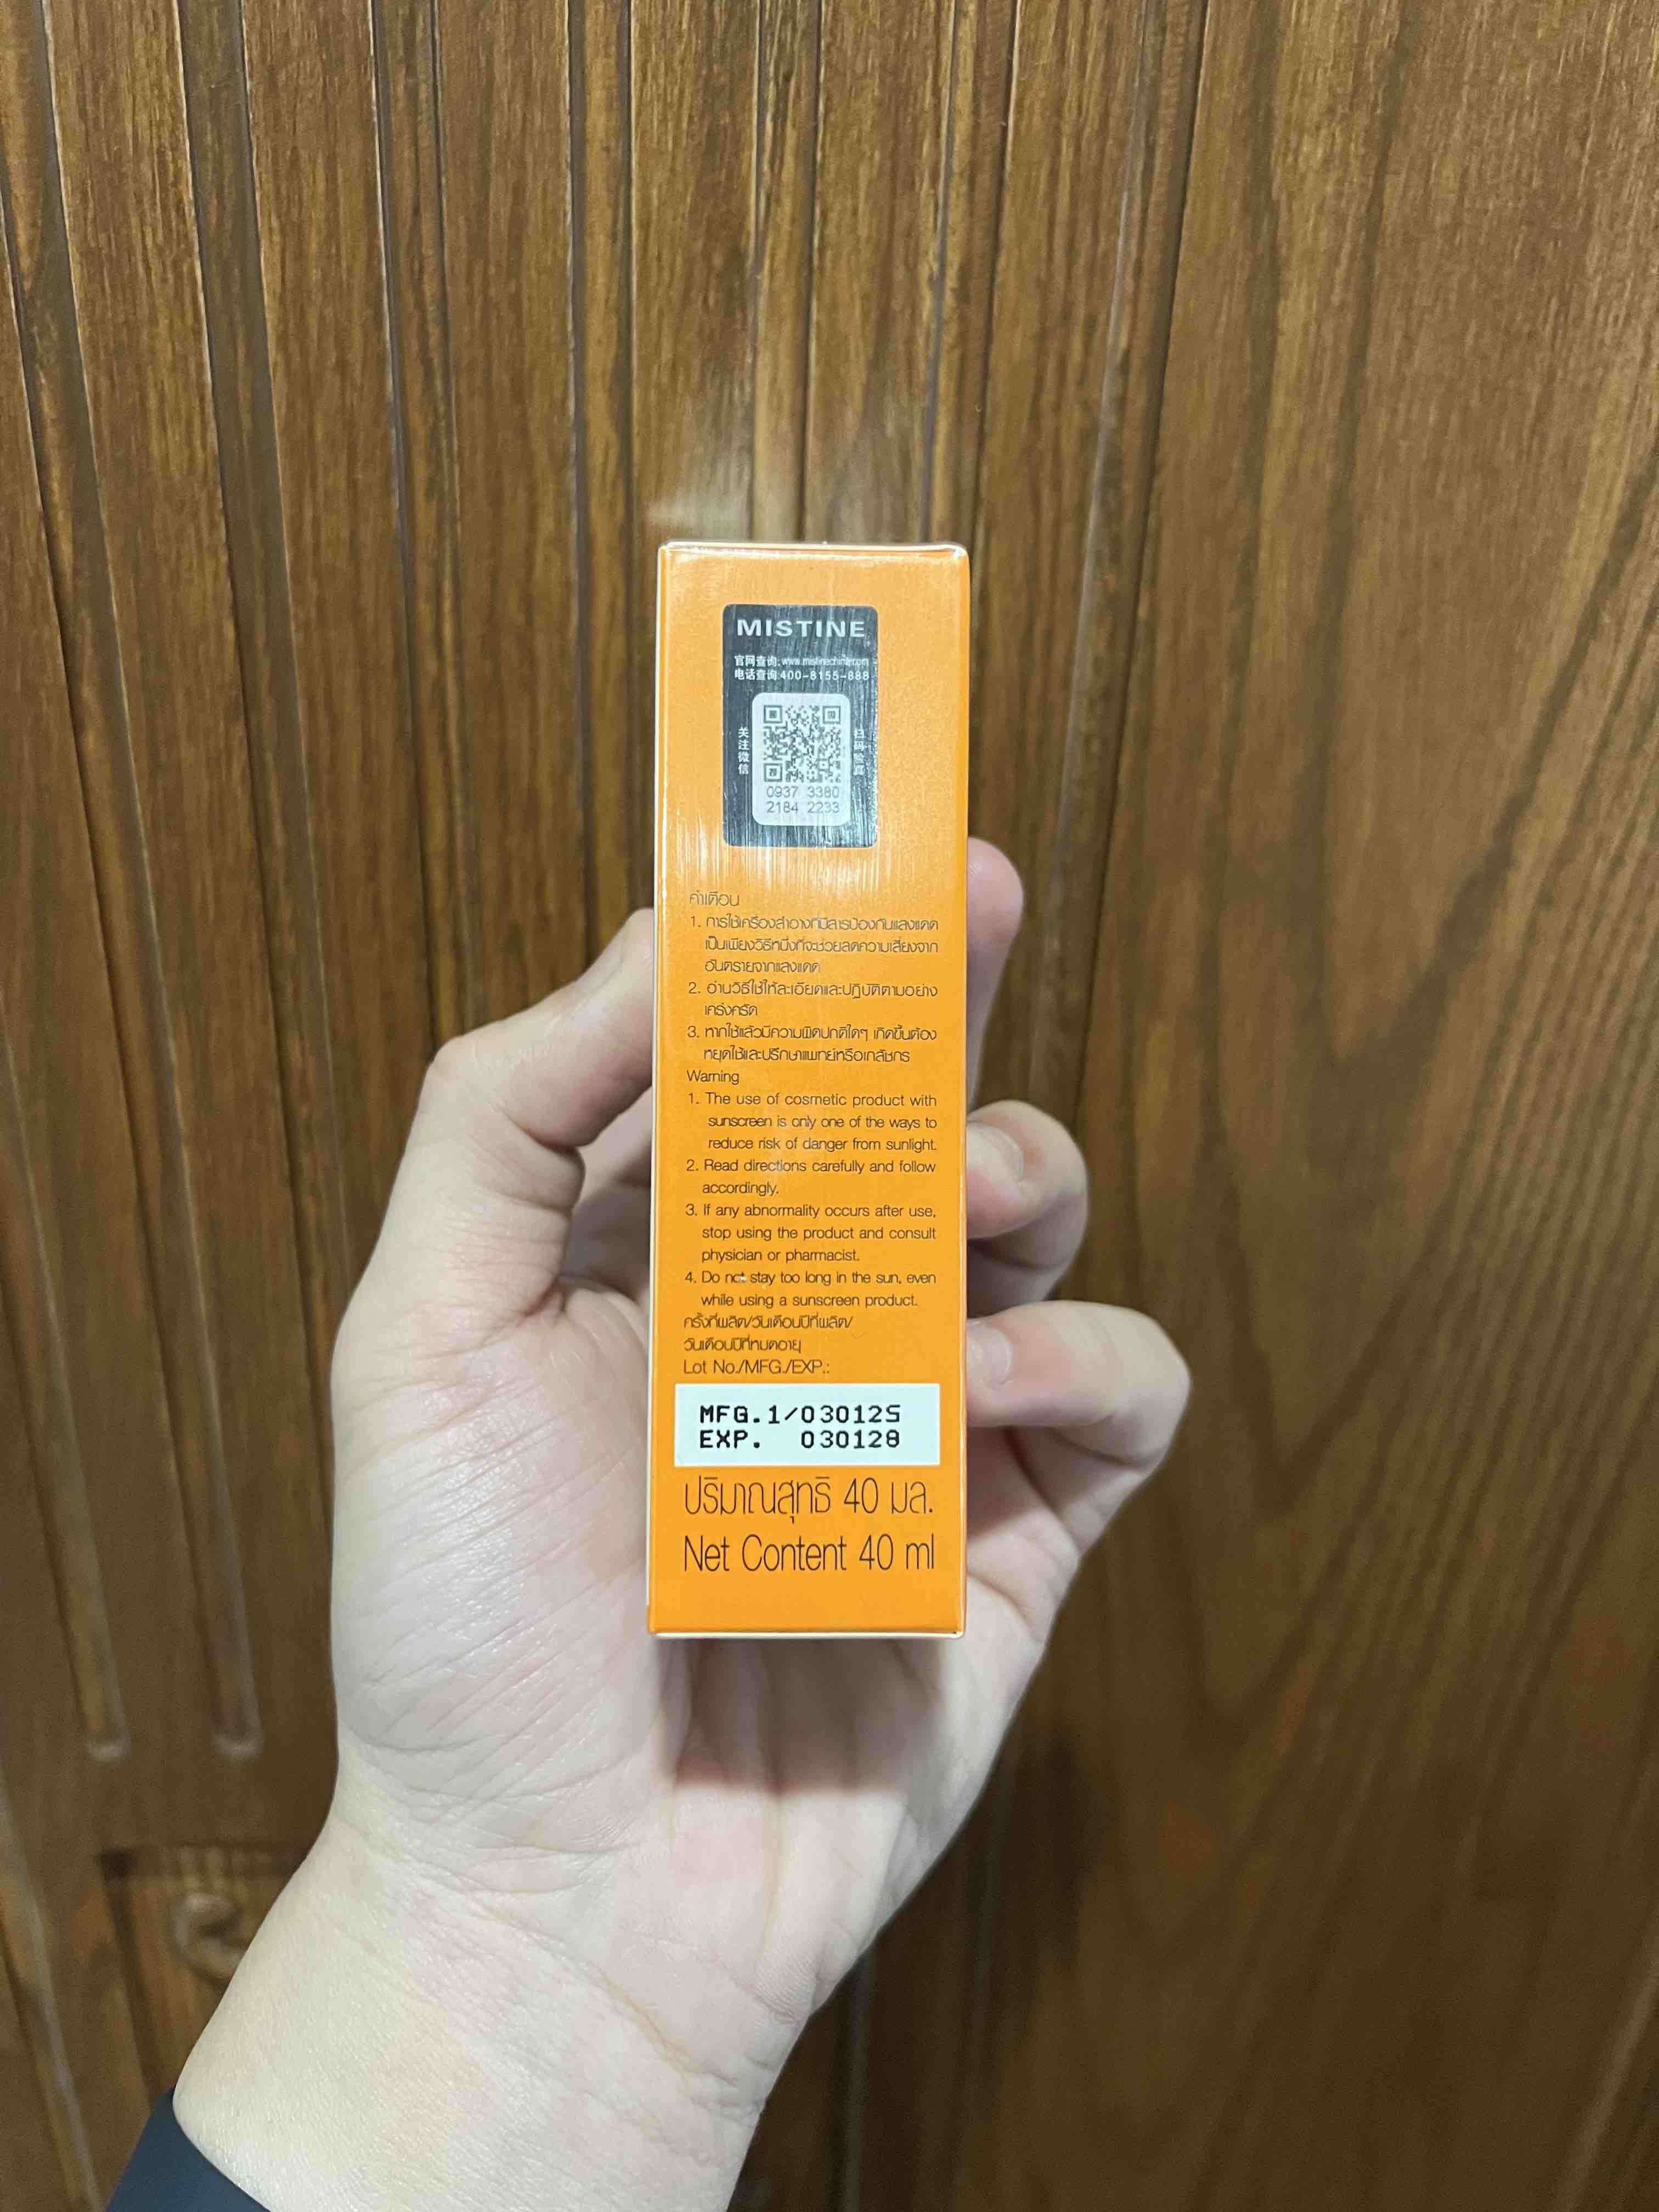 MISTINE
官网查询:www.mistinechina.com
电话查询:400-8155-888
关注微信
扫码验真
0937 3380
2184 2233
คำเตือน
1. การใช้เครื่องสำอางที่มีสารป้องกันแสงแดด
เป็นเพียงวิธีหนึ่งที่จะช่วยลดความเสี่ยงจาก
อันตรายจากแสงแดด
2. อ่านวิธีใช้ให้ละเอียดและปฏิบัติตามอย่าง
เคร่งครัด
3. หากใช้แล้วมีความผิดปกติใดๆ เกิดขึ้นต้อง
หยุดใช้และปรึกษาแพทย์หรือเภสัชกร
Warning
1. The use of cosmetic product with
sunscreen is only one of the ways to
reduce risk of danger from sunlight.
2. Read directions carefully and follow
accordingly.
3. If any abnormality occurs after use,
stop using the product and consult
physician or pharmacist.
4. Do not stay too long in the sun, even
while using a sunscreen product.
ครั้งที่ผลิต/วันเดือนปีที่ผลิต/
วันเดือนปีที่หมดอายุ
Lot No./MFG./EXP.:
MFG.1/030125
EXP. 030128
ปริมาณสุทธิ 40 มล.
Net Content 40 ml